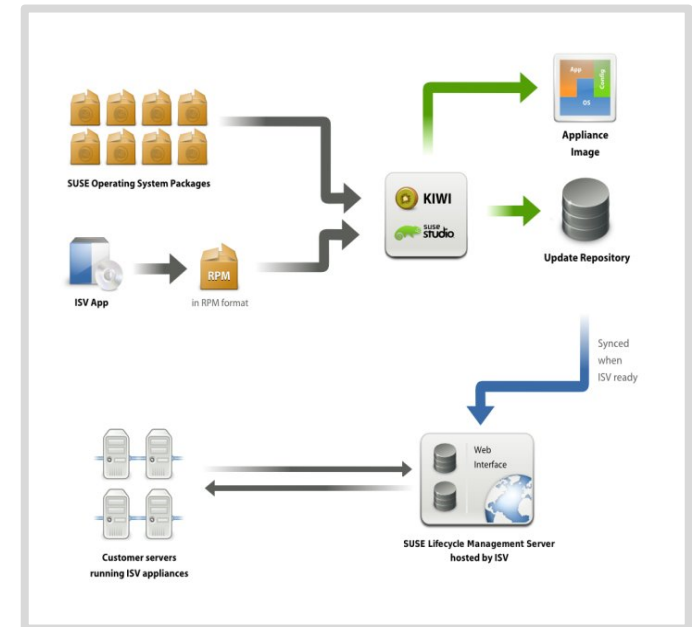 App
Config
OS
Appliance
Image
SUSE Operating System Packages
KIWI
SUSE
studio
Update Repository
RPM
ISV App
in RPM format
Synced
when
ISV ready
Web
Interface
SUSE Lifecycle Management Server
hosted by ISV
Customer servers
running ISV appliances